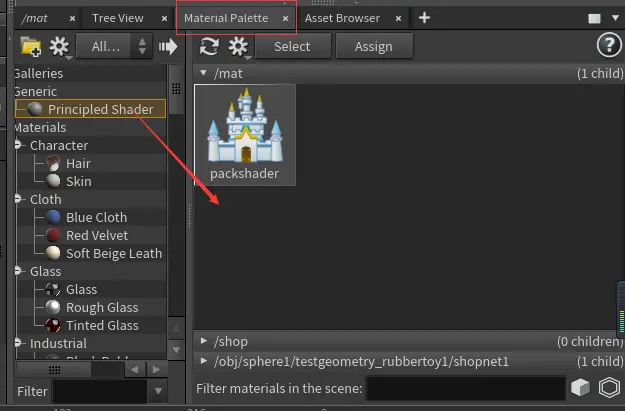 /mat × Tree View × Material Palette × Asset Browser × +
All... Select Assign ?
Galleries
Generic
Principled Shader
Materials
Character
Hair
Skin
Cloth
Blue Cloth
Red Velvet
Soft Beige Leath
Glass
Glass
Rough Glass
Tinted Glass
Industrial
Filter
/mat (1 child)
packshader
/shop (0 children)
/obj/sphere1/testgeometry_rubbertoy1/shopnet1 (1 child)
Filter materials in the scene: